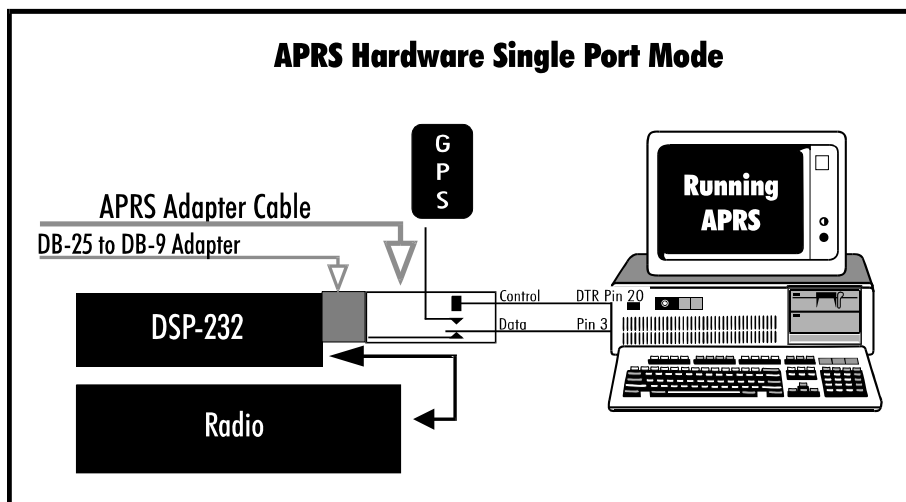 APRS Hardware Single Port Mode
GPS
APRS Adapter Cable
DB-25 to DB-9 Adapter
Running
APRS
Control
DTR Pin 20
Data
Pin 3
DSP-232
Radio